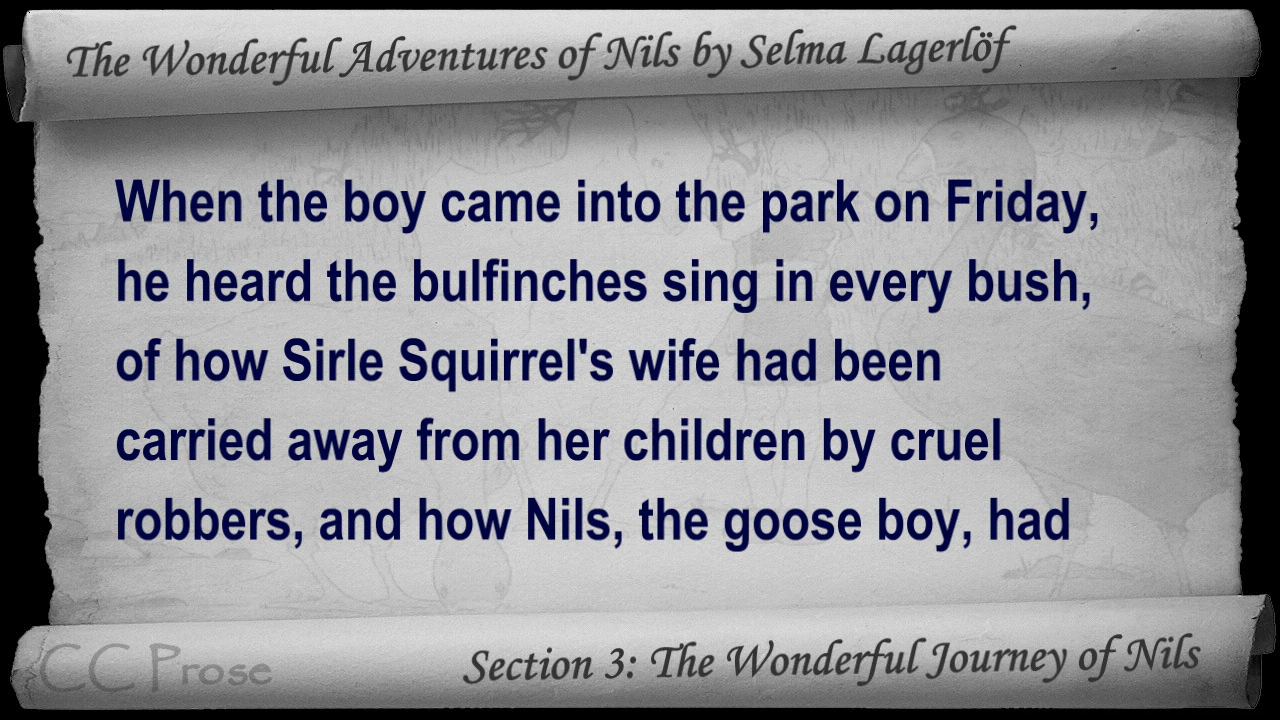 The Wonderful Adventures of Nils by Selma Lagerlöf
When the boy came into the park on Friday,
he heard the bulfinches sing in every bush,
of how Sirle Squirrel's wife had been
carried away from her children by cruel
robbers, and how Nils, the goose boy, had
CC Prose
Section 3: The Wonderful Journey of Nils